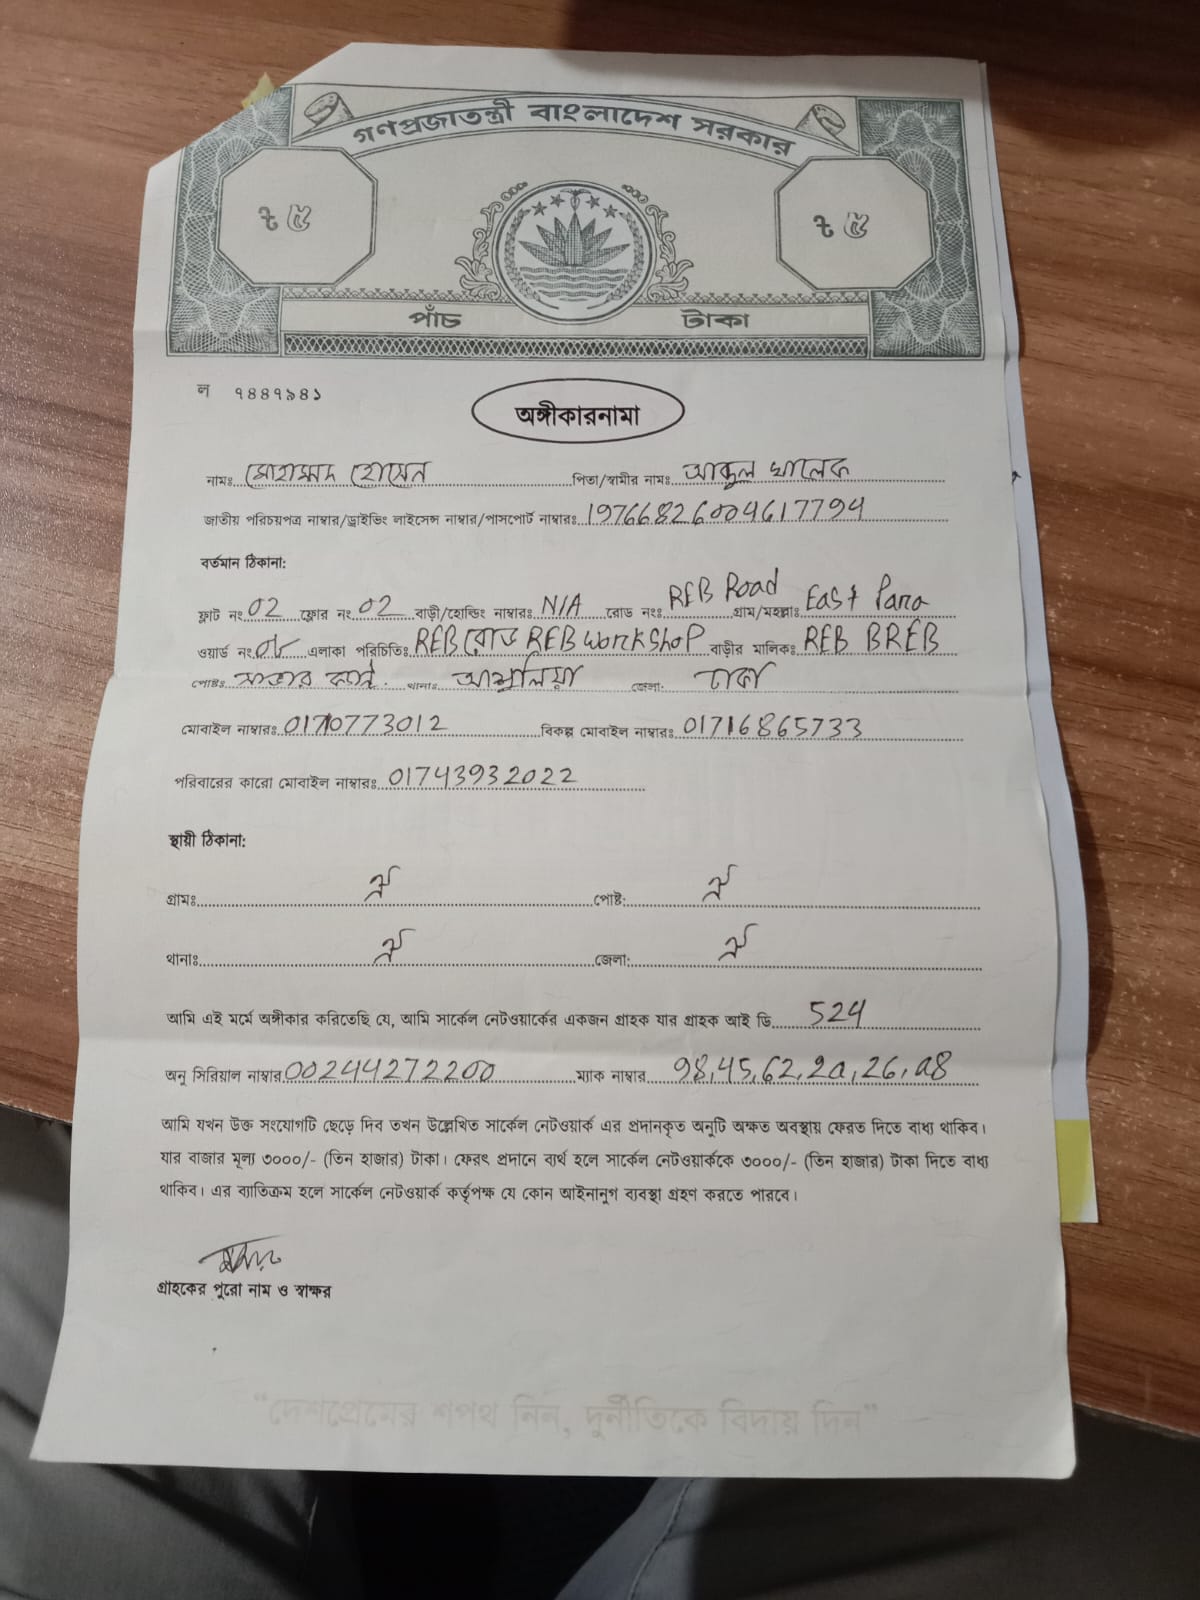 গণপ্রজাতন্ত্রী বাংলাদেশ সরকার
৳ ৫ ৳ ৫
পাঁচ টাকা
ল ৭৪৪৭৯৪১
অঙ্গীকারনামা
নামঃ মোহাম্মদ হোসেন পিতা/স্বামীর নামঃ আব্দুল খালেক
জাতীয় পরিচয়পত্র নাম্বার/ড্রাইভিং লাইসেন্স নাম্বার/পাসপোর্ট নাম্বারঃ 19766826004617794
বর্তমান ঠিকানা:
ফ্লাট নং 02 ফ্লোর নং 02 বাড়ী/হোল্ডিং নাম্বারঃ N/A রোড নংঃ REB Road গ্রাম/মহল্লাঃ East Para
ওয়ার্ড নং এলাকা পরিচিতিঃ REB রোড REB WORKSHOP বাড়ীর মালিকঃ REB BREB
পোষ্টঃ সাভার ক্যান্ট. থানাঃ আশুলিয়া জেলা: ঢাকা
মোবাইল নাম্বারঃ 0170773012 বিকল্প মোবাইল নাম্বারঃ 01716865733
পরিবারের কারো মোবাইল নাম্বারঃ 01743932022
স্থায়ী ঠিকানা:
গ্রামঃ ঐ পোষ্ট: ঐ
থানাঃ ঐ জেলা: ঐ
আমি এই মর্মে অঙ্গীকার করিতেছি যে, আমি সার্কেল নেটওয়ার্কের একজন গ্রাহক যার গ্রাহক আই ডি 524
অনু সিরিয়াল নাম্বার 00244272200 ম্যাক নাম্বার 98,45,62,2a,26,a8
আমি যখন উক্ত সংযোগটি ছেড়ে দিব তখন উল্লেখিত সার্কেল নেটওয়ার্ক এর প্রদানকৃত অনুটি অক্ষত অবস্থায় ফেরত দিতে বাধ্য থাকিব।
যার বাজার মূল্য ৩০০০/- (তিন হাজার) টাকা। ফেরৎ প্রদানে ব্যর্থ হলে সার্কেল নেটওয়ার্ককে ৩০০০/- (তিন হাজার) টাকা দিতে বাধ্য
থাকিব। এর ব্যতিক্রম হলে সার্কেল নেটওয়ার্ক কর্তৃপক্ষ যে কোন আইনানুগ ব্যবস্থা গ্রহণ করতে পারবে।
গ্রাহকের পুরো নাম ও স্বাক্ষর
"দেশপ্রেমের শপথ নিন, দুর্নীতিকে বিদায় দিন"